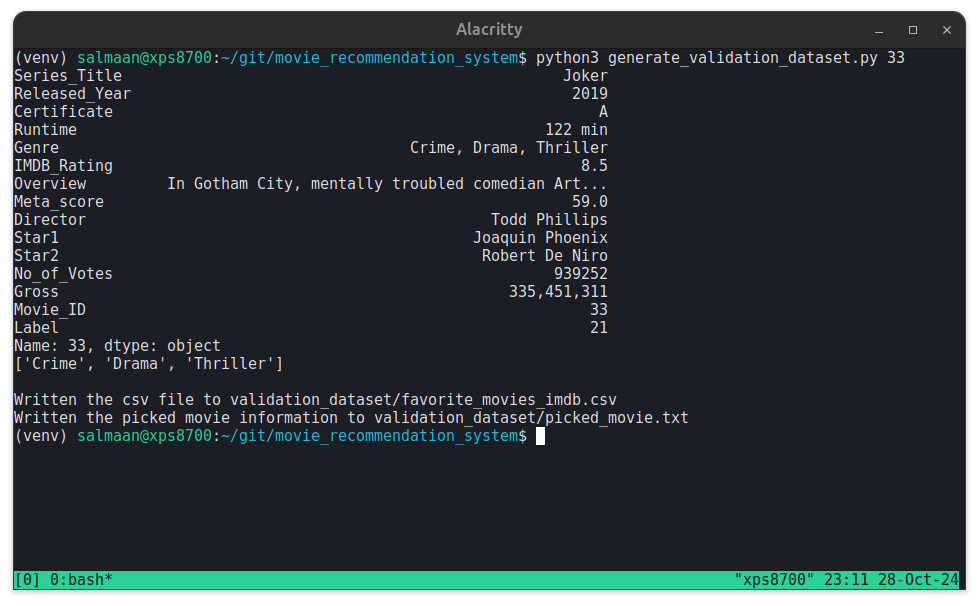 Alacritty
(venv) salmaan@xps8700:~/git/movie_recommendation_system$ python3 generate_validation_dataset.py 33
Series_Title                                                 Joker
Released_Year                                                 2019
Certificate                                                      A
Runtime                                                    122 min
Genre                                       Crime, Drama, Thriller
IMDB_Rating                                                    8.5
Overview         In Gotham City, mentally troubled comedian Art...
Meta_score                                                    59.0
Director                                             Todd Phillips
Star1                                              Joaquin Phoenix
Star2                                               Robert De Niro
No_of_Votes                                                 939252
Gross                                                  335,451,311
Movie_ID                                                        33
Label                                                           21
Name: 33, dtype: object
['Crime', 'Drama', 'Thriller']
Written the csv file to validation_dataset/favorite_movies_imdb.csv
Written the picked movie information to validation_dataset/picked_movie.txt
(venv) salmaan@xps8700:~/git/movie_recommendation_system$
[0] 0:bash* "xps8700" 23:11 28-Oct-24